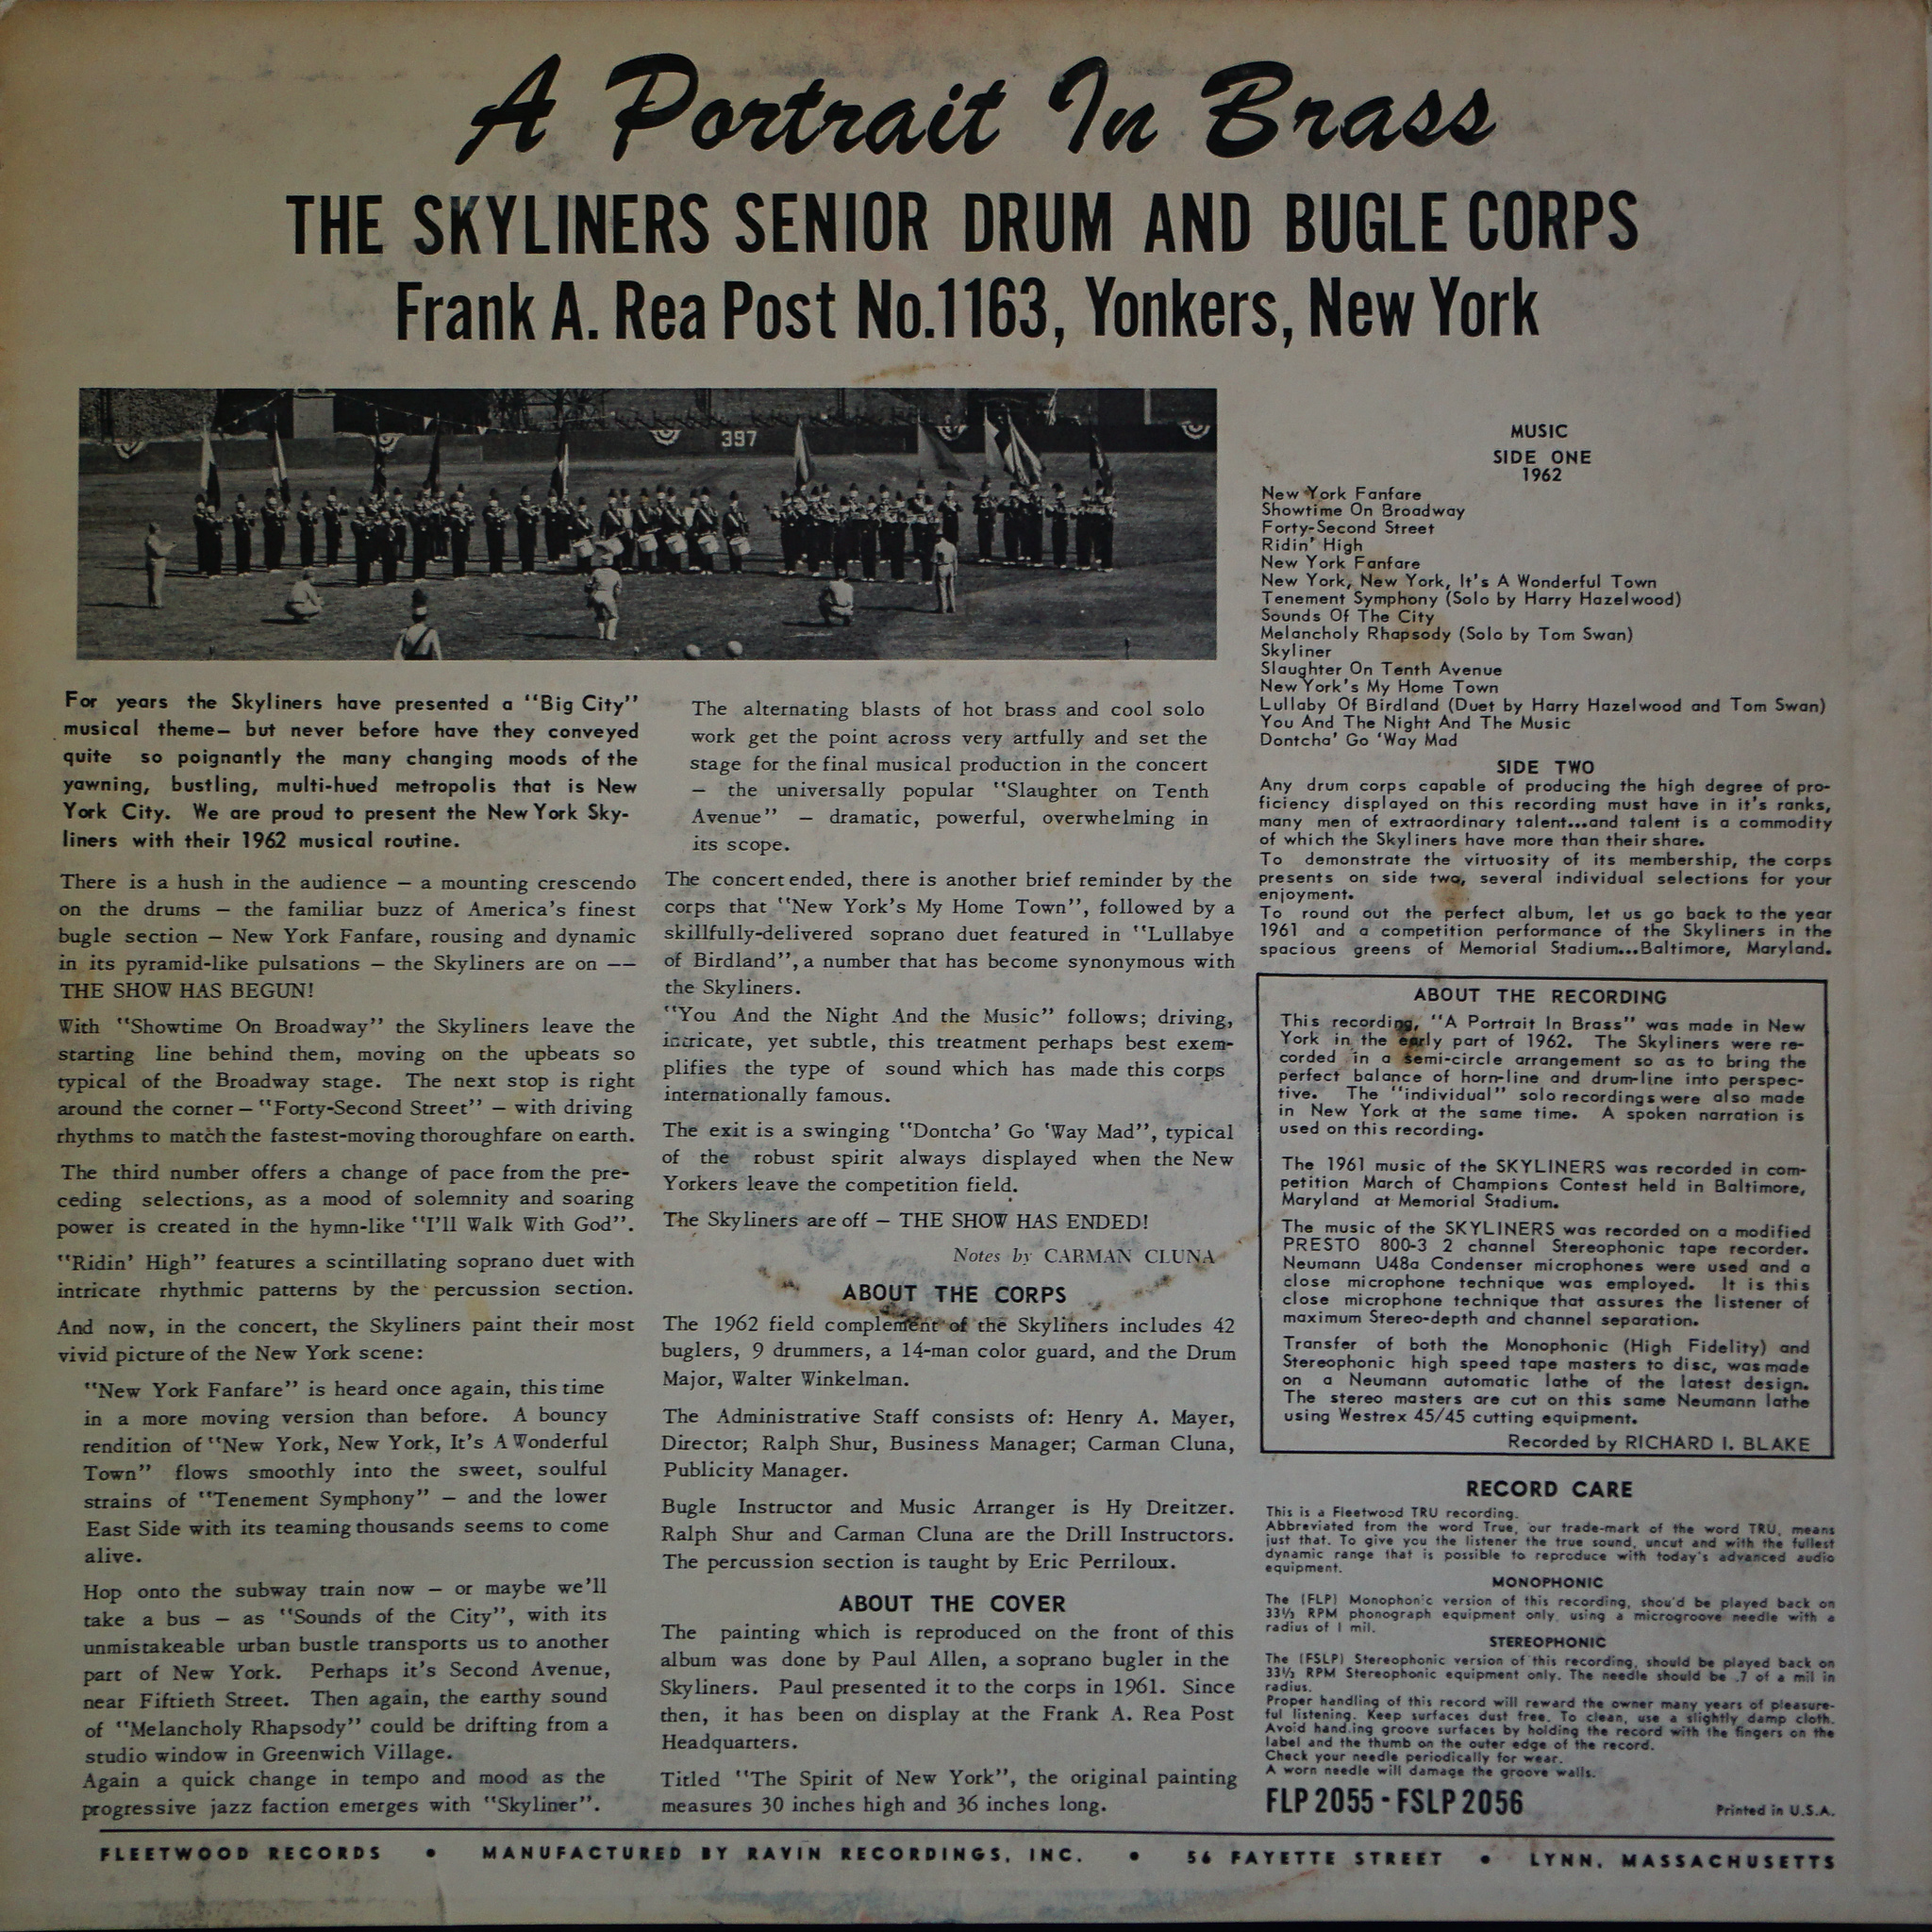 A Portrait In Brass
THE SKYLINERS SENIOR DRUM AND BUGLE CORPS
Frank A. Rea Post No.1163, Yonkers, New York
397
For years the Skyliners have presented a "Big City"
musical theme— but never before have they conveyed
quite so poignantly the many changing moods of the
yawning, bustling, multi-hued metropolis that is New
York City. We are proud to present the New York Sky-
liners with their 1962 musical routine.
There is a hush in the audience — a mounting crescendo
on the drums — the familiar buzz of America's finest
bugle section — New York Fanfare, rousing and dynamic
in its pyramid-like pulsations — the Skyliners are on ——
THE SHOW HAS BEGUN!
With "Showtime On Broadway" the Skyliners leave the
starting line behind them, moving on the upbeats so
typical of the Broadway stage. The next stop is right
around the corner — "Forty-Second Street" — with driving
rhythms to match the fastest-moving thoroughfare on earth.
The third number offers a change of pace from the pre-
ceding selections, as a mood of solemnity and soaring
power is created in the hymn-like "I'll Walk With God".
"Ridin' High" features a scintillating soprano duet with
intricate rhythmic patterns by the percussion section.
And now, in the concert, the Skyliners paint their most
vivid picture of the New York scene:
"New York Fanfare" is heard once again, this time
in a more moving version than before. A bouncy
rendition of "New York, New York, It's A Wonderful
Town" flows smoothly into the sweet, soulful
strains of "Tenement Symphony" — and the lower
East Side with its teaming thousands seems to come
alive.
Hop onto the subway train now — or maybe we'll
take a bus — as "Sounds of the City", with its
unmistakeable urban bustle transports us to another
part of New York. Perhaps it's Second Avenue,
near Fiftieth Street. Then again, the earthy sound
of "Melancholy Rhapsody" could be drifting from a
studio window in Greenwich Village.
Again a quick change in tempo and mood as the
progressive jazz faction emerges with "Skyliner".
The alternating blasts of hot brass and cool solo
work get the point across very artfully and set the
stage for the final musical production in the concert
— the universally popular "Slaughter on Tenth
Avenue" — dramatic, powerful, overwhelming in
its scope.
The concert ended, there is another brief reminder by the
corps that "New York's My Home Town", followed by a
skillfully-delivered soprano duet featured in "Lullabye
of Birdland", a number that has become synonymous with
the Skyliners.
"You And the Night And the Music" follows; driving,
intricate, yet subtle, this treatment perhaps best exem-
plifies the type of sound which has made this corps
internationally famous.
The exit is a swinging "Dontcha' Go 'Way Mad", typical
of the robust spirit always displayed when the New
Yorkers leave the competition field.
The Skyliners are off — THE SHOW HAS ENDED!
Notes by CARMAN CLUNA
ABOUT THE CORPS
The 1962 field complement of the Skyliners includes 42
buglers, 9 drummers, a 14-man color guard, and the Drum
Major, Walter Winkelman.
The Administrative Staff consists of: Henry A. Mayer,
Director; Ralph Shur, Business Manager; Carman Cluna,
Publicity Manager.
Bugle Instructor and Music Arranger is Hy Dreitzer.
Ralph Shur and Carman Cluna are the Drill Instructors.
The percussion section is taught by Eric Perriloux.
ABOUT THE COVER
The painting which is reproduced on the front of this
album was done by Paul Allen, a soprano bugler in the
Skyliners. Paul presented it to the corps in 1961. Since
then, it has been on display at the Frank A. Rea Post
Headquarters.
Titled "The Spirit of New York", the original painting
measures 30 inches high and 36 inches long.
MUSIC
SIDE ONE
1962
New York Fanfare
Showtime On Broadway
Forty-Second Street
Ridin' High
New York Fanfare
New York, New York, It's A Wonderful Town
Tenement Symphony (Solo by Harry Hazelwood)
Sounds Of The City
Melancholy Rhapsody (Solo by Tom Swan)
Skyliner
Slaughter On Tenth Avenue
New York's My Home Town
Lullaby Of Birdland (Duet by Harry Hazelwood and Tom Swan)
You And The Night And The Music
Dontcha' Go 'Way Mad
SIDE TWO
Any drum corps capable of producing the high degree of pro-
ficiency displayed on this recording must have in it's ranks,
many men of extraordinary talent...and talent is a commodity
of which the Skyliners have more than their share.
To demonstrate the virtuosity of its membership, the corps
presents on side two, several individual selections for your
enjoyment.
To round out the perfect album, let us go back to the year
1961 and a competition performance of the Skyliners in the
spacious greens of Memorial Stadium...Baltimore, Maryland.
ABOUT THE RECORDING
This recording, "A Portrait In Brass" was made in New
York in the early part of 1962. The Skyliners were re-
corded in a semi-circle arrangement so as to bring the
perfect balance of horn-line and drum-line into perspec-
tive. The "individual" solo recordings were also made
in New York at the same time. A spoken narration is
used on this recording.
The 1961 music of the SKYLINERS was recorded in com-
petition March of Champions Contest held in Baltimore,
Maryland at Memorial Stadium.
The music of the SKYLINERS was recorded on a modified
PRESTO 800-3 2 channel Stereophonic tape recorder.
Neumann U48a Condenser microphones were used and a
close microphone technique was employed. It is this
close microphone technique that assures the listener of
maximum Stereo-depth and channel separation.
Transfer of both the Monophonic (High Fidelity) and
Stereophonic high speed tape masters to disc, was made
on a Neumann automatic lathe of the latest design.
The stereo masters are cut on this same Neumann lathe
using Westrex 45/45 cutting equipment.
Recorded by RICHARD I. BLAKE
RECORD CARE
This is a Fleetwood TRU recording.
Abbreviated from the word True, our trade-mark of the word TRU, means
just that. To give you the listener the true sound, uncut and with the fullest
dynamic range that is possible to reproduce with today's advanced audio
equipment.
MONOPHONIC
The (FLP) Monophonic version of this recording, should be played back on
33⅓ RPM phonograph equipment only, using a microgroove needle with a
radius of 1 mil.
STEREOPHONIC
The (FSLP) Stereophonic version of this recording, should be played back on
33⅓ RPM Stereophonic equipment only. The needle should be .7 of a mil in
radius.
Proper handling of this record will reward the owner many years of pleasure-
ful listening. Keep surfaces dust free. To clean, use a slightly damp cloth.
Avoid handling groove surfaces by holding the record with the fingers on the
label and the thumb on the outer edge of the record.
Check your needle periodically for wear.
A worn needle will damage the groove walls.
FLP 2055 - FSLP 2056
Printed in U.S.A.
FLEETWOOD RECORDS • MANUFACTURED BY RAVIN RECORDINGS, INC. • 56 FAYETTE STREET • LYNN, MASSACHUSETTS